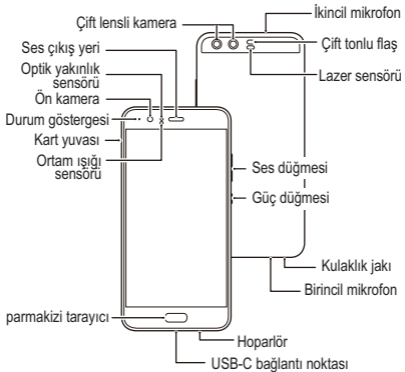 Çift lensli kamera
İkincil mikrofon
Ses çıkış yeri
Çift tonlu flaş
Optik yakınlık
sensörü
Lazer sensörü
Ön kamera
Durum göstergesi
Kart yuvası
Ortam ışığı
sensörü
Ses düğmesi
Güç düğmesi
Kulaklık jakı
Birincil mikrofon
parmakizi tarayıcı
Hoparlör
USB-C bağlantı noktası